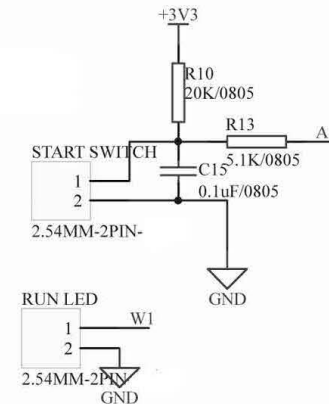 +3V3
R10
20K/0805
R13
A
5.1K/0805
START SWITCH
1
2
C15
0.1uF/0805
2.54MM-2PIN-
GND
RUN LED
1
W1
2
2.54MM-2PIN
GND